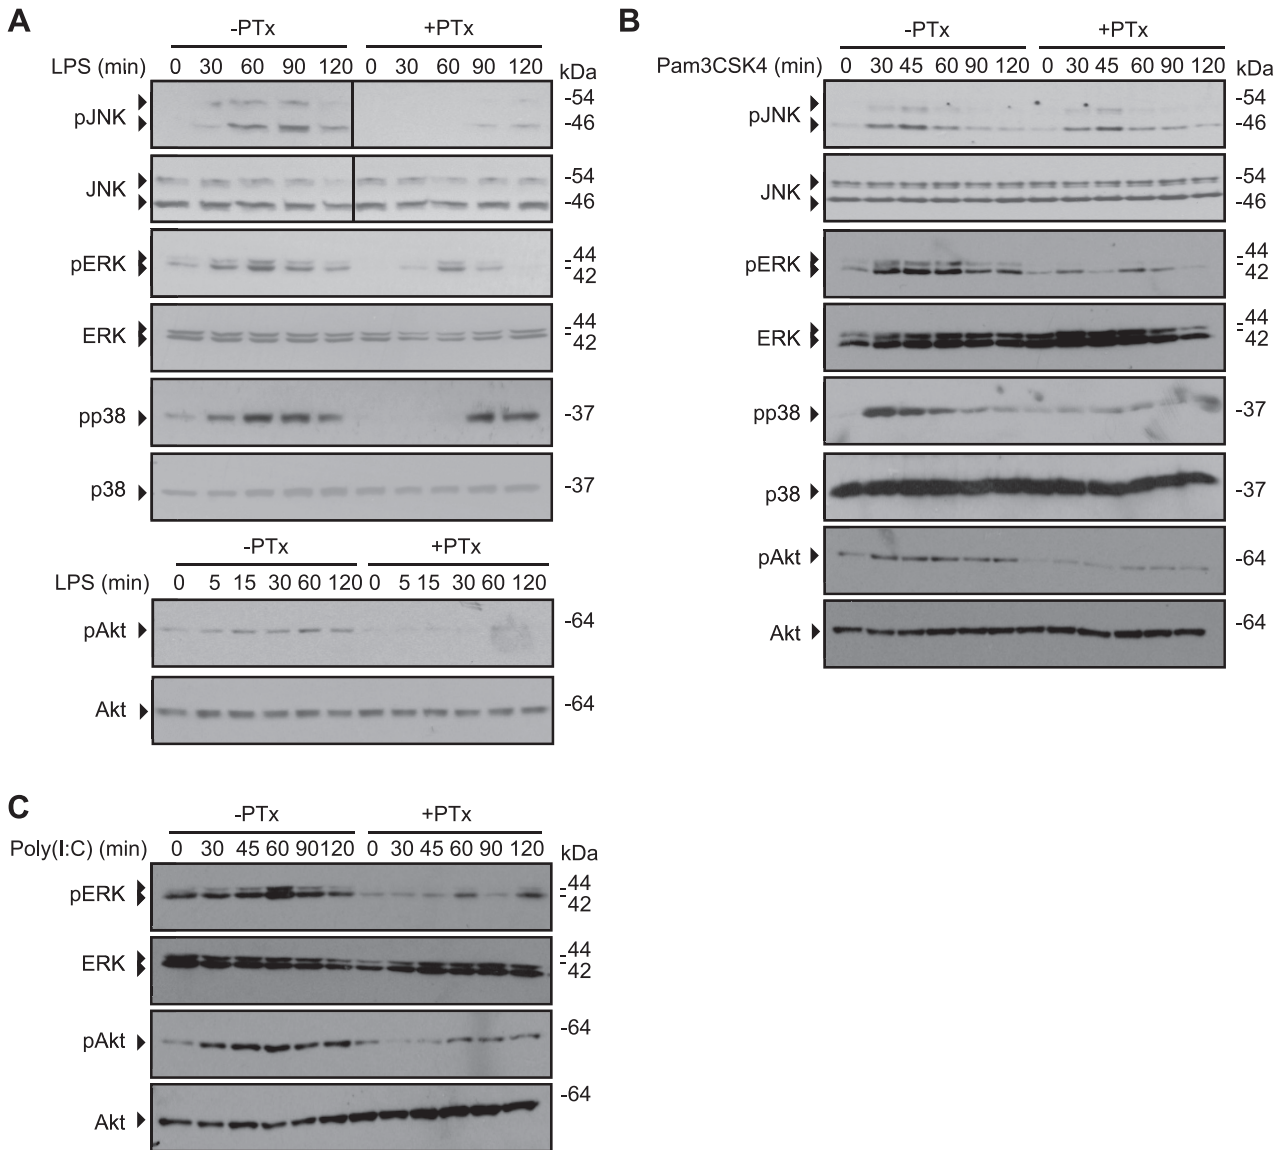 A
-PTx +PTx
LPS (min) 0 30 60 90 120 0 30 60 90 120 kDa
pJNK -54
-46
JNK -54
-46
pERK 44
42
ERK 44
42
pp38 -37
p38 -37
-PTx +PTx
LPS (min) 0 5 15 30 60 120 0 5 15 30 60 120
pAkt -64
Akt -64
B
-PTx +PTx
Pam3CSK4 (min) 0 30 45 60 90 120 0 30 45 60 90 120 kDa
pJNK -54
-46
JNK -54
-46
pERK 44
42
ERK 44
42
pp38 -37
p38 -37
pAkt -64
Akt -64
C
-PTx +PTx
Poly(I:C) (min) 0 30 45 60 90 120 0 30 45 60 90 120 kDa
pERK 44
42
ERK 44
42
pAkt -64
Akt -64